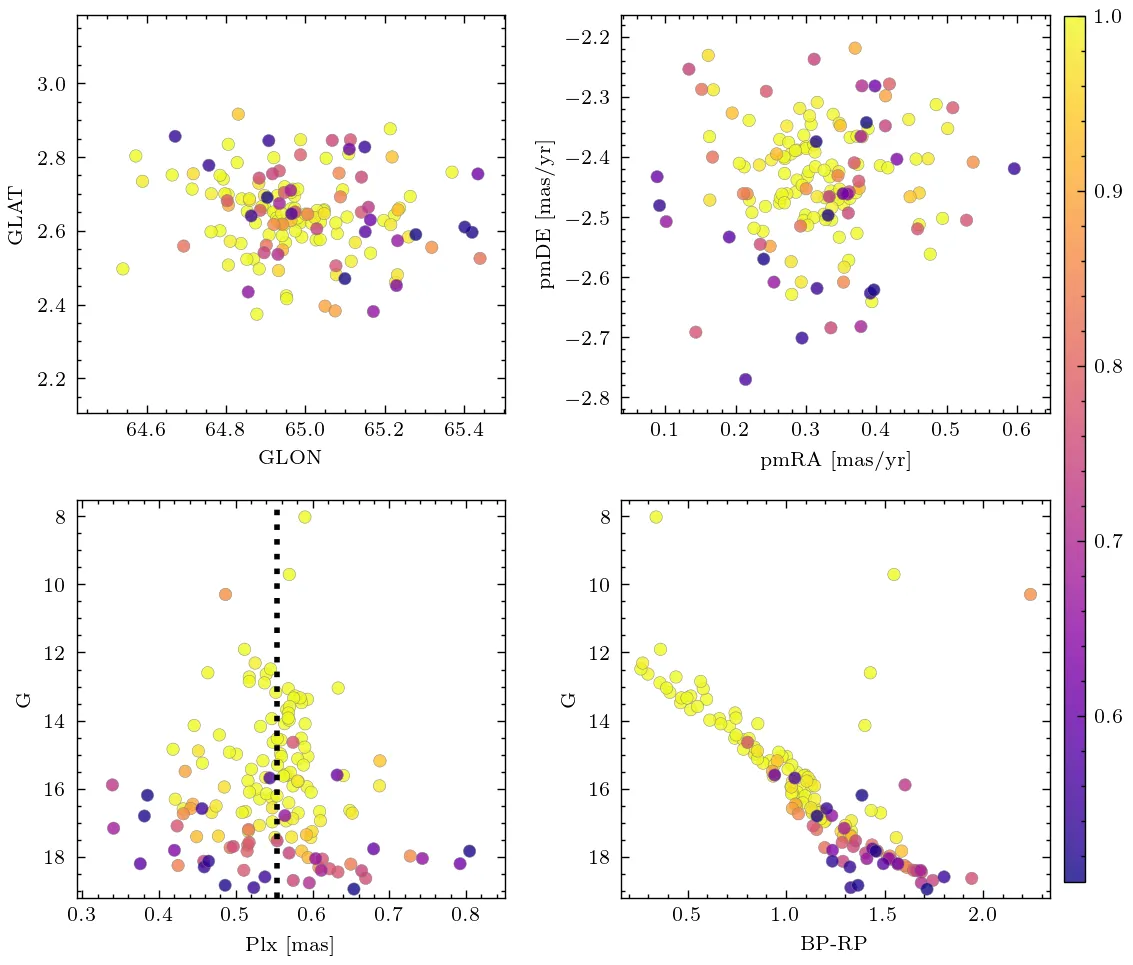 3.0
2.8
2.6
2.4
2.2
GLAT
64.6 64.8 65.0 65.2 65.4
GLON
−2.2
−2.3
−2.4
−2.5
−2.6
−2.7
−2.8
pmDE [mas/yr]
0.1 0.2 0.3 0.4 0.5 0.6
pmRA [mas/yr]
8
10
12
14
16
18
G
0.3 0.4 0.5 0.6 0.7 0.8
Plx [mas]
8
10
12
14
16
18
G
0.5 1.0 1.5 2.0
BP-RP
1.0
0.9
0.8
0.7
0.6